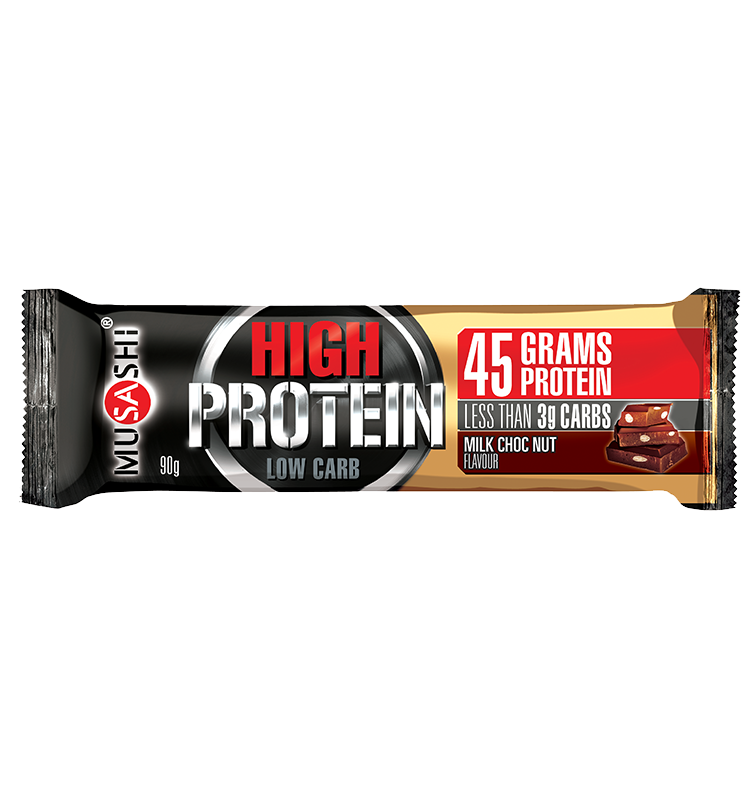 MUSASHI®
90g
HIGH
PROTEIN
LOW CARB
45 GRAMS
PROTEIN
LESS THAN 3g CARBS
MILK CHOC NUT
FLAVOUR